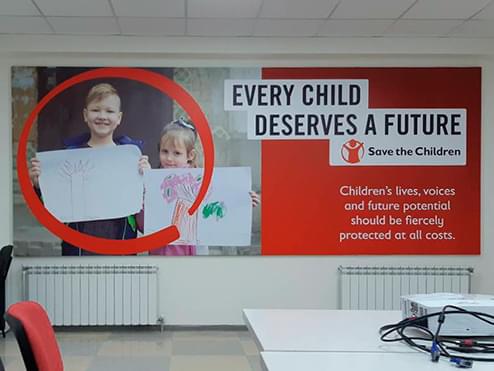 EVERY CHILD
DESERVES A FUTURE
Save the Children
Children's lives, voices
and future potential
should be fiercely
protected at all costs.